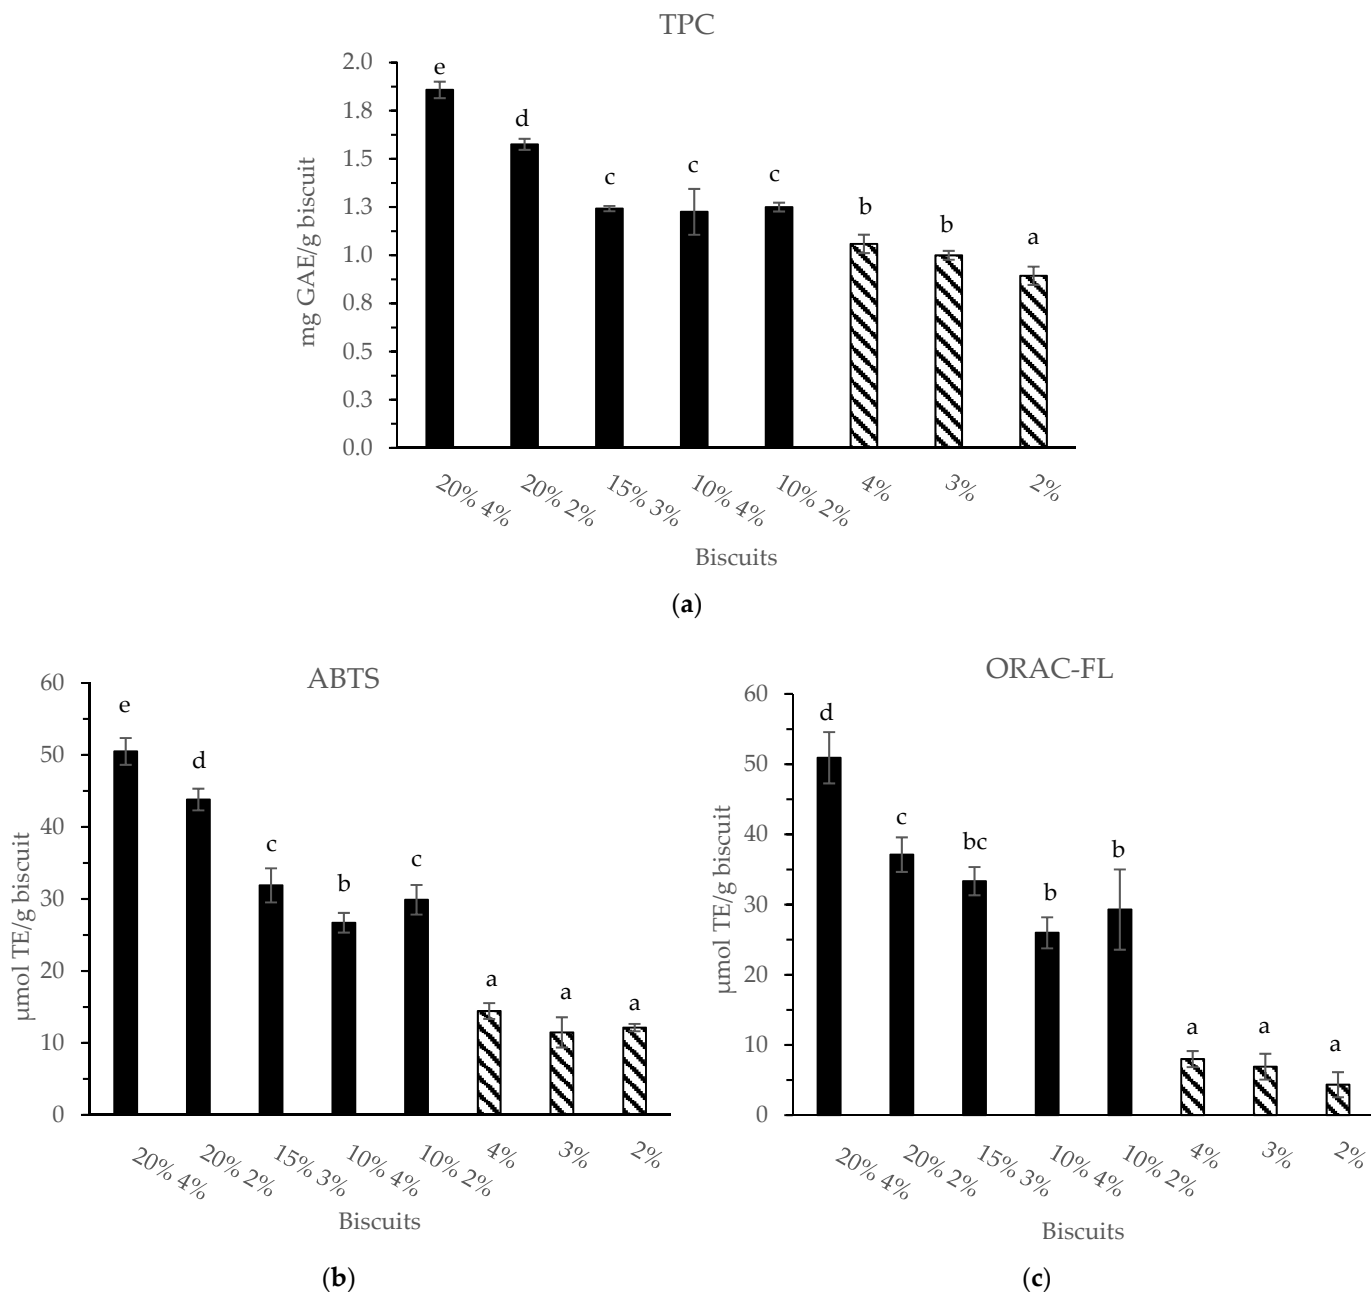 TPC
mg GAE/g biscuit
2.0
1.8
1.5
1.3
1.0
0.8
0.5
0.3
0.0
e
d
c
c
c
b
b
a
20% 4%
20% 2%
15% 3%
10% 4%
10% 2%
4%
3%
2%
Biscuits
(a)
ABTS
µmol TE/g biscuit
60
50
40
30
20
10
0
e
d
c
b
c
a
a
a
20% 4%
20% 2%
15% 3%
10% 4%
10% 2%
4%
3%
2%
Biscuits
(b)
ORAC-FL
µmol TE/g biscuit
60
50
40
30
20
10
0
d
c
bc
b
b
a
a
a
20% 4%
20% 2%
15% 3%
10% 4%
10% 2%
4%
3%
2%
Biscuits
(c)